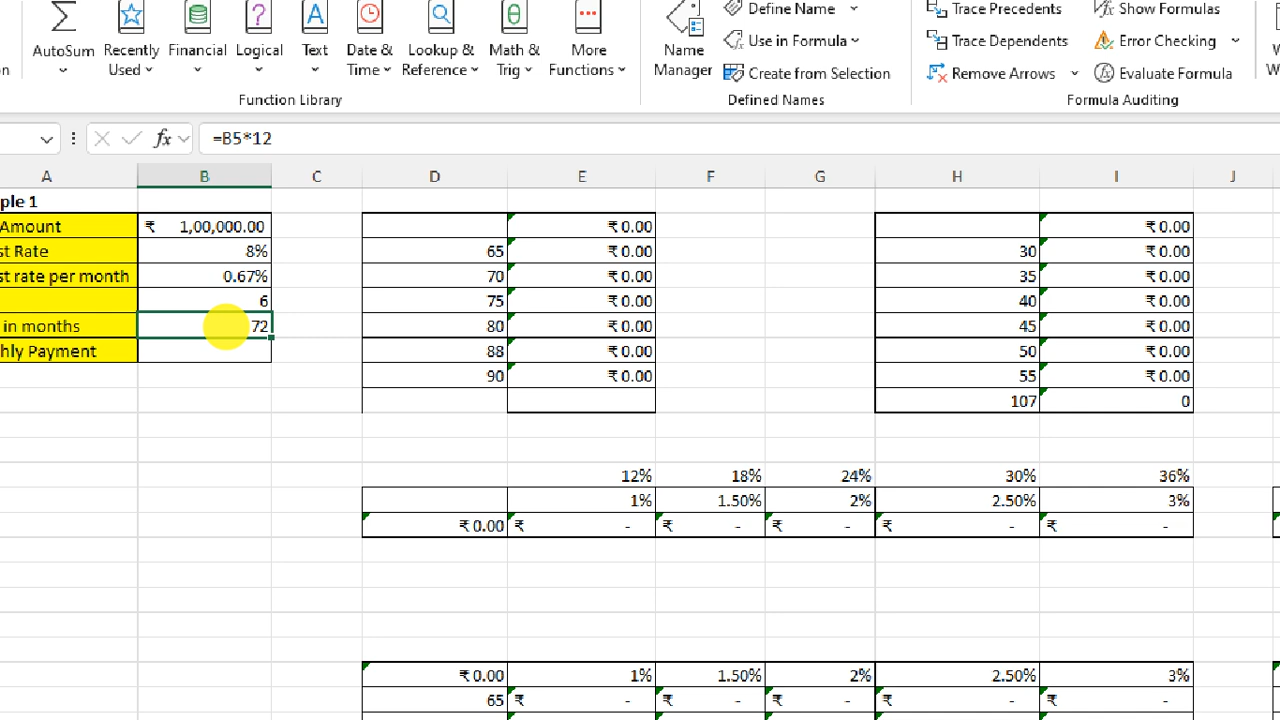 AutoSum Recently Used Financial Logical Text Date & Time Lookup & Reference Math & Trig More Functions
Function Library
Name Manager
Define Name
Use in Formula
Create from Selection
Defined Names
Trace Precedents Show Formulas
Trace Dependents Error Checking
Remove Arrows Evaluate Formula
Formula Auditing
fx =B5*12
A B C D E F G H I J
ple 1
Amount ₹ 1,00,000.00 ₹ 0.00 ₹ 0.00
st Rate 8% 65 ₹ 0.00 30 ₹ 0.00
st rate per month 0.67% 70 ₹ 0.00 35 ₹ 0.00
6 75 ₹ 0.00 40 ₹ 0.00
in months 72 80 ₹ 0.00 45 ₹ 0.00
hly Payment 88 ₹ 0.00 50 ₹ 0.00
90 ₹ 0.00 55 ₹ 0.00
107 0
12% 18% 24% 30% 36%
1% 1.50% 2% 2.50% 3%
₹ 0.00 ₹ - ₹ - ₹ - ₹ - ₹ -
₹ 0.00 1% 1.50% 2% 2.50% 3%
65 ₹ - ₹ - ₹ - ₹ - ₹ -